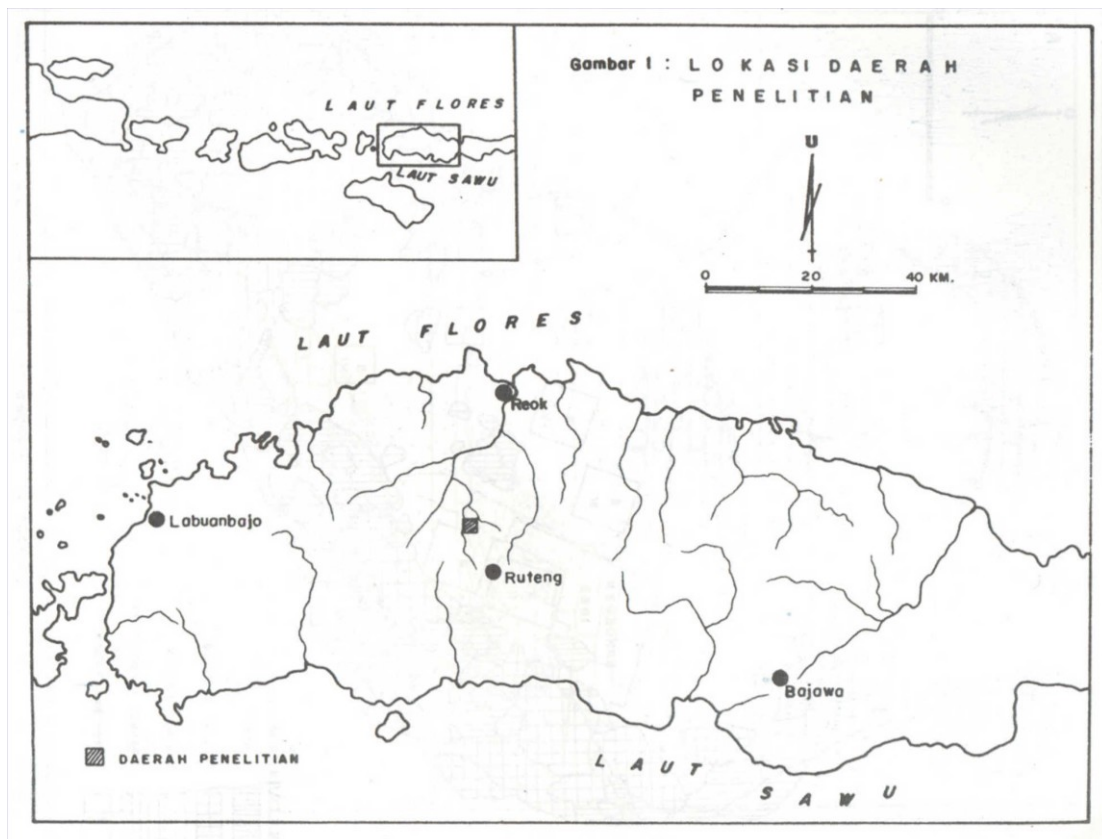 Gambar 1 : LOKASI DAERAH
PENELITIAN
LAUT FLORES
LAUT SAWU
U
0 20 40 KM.
LAUT FLORES
Reok
Labuanbajo
Ruteng
Bajawa
DAERAH PENELITIAN
LAUT
SAWU